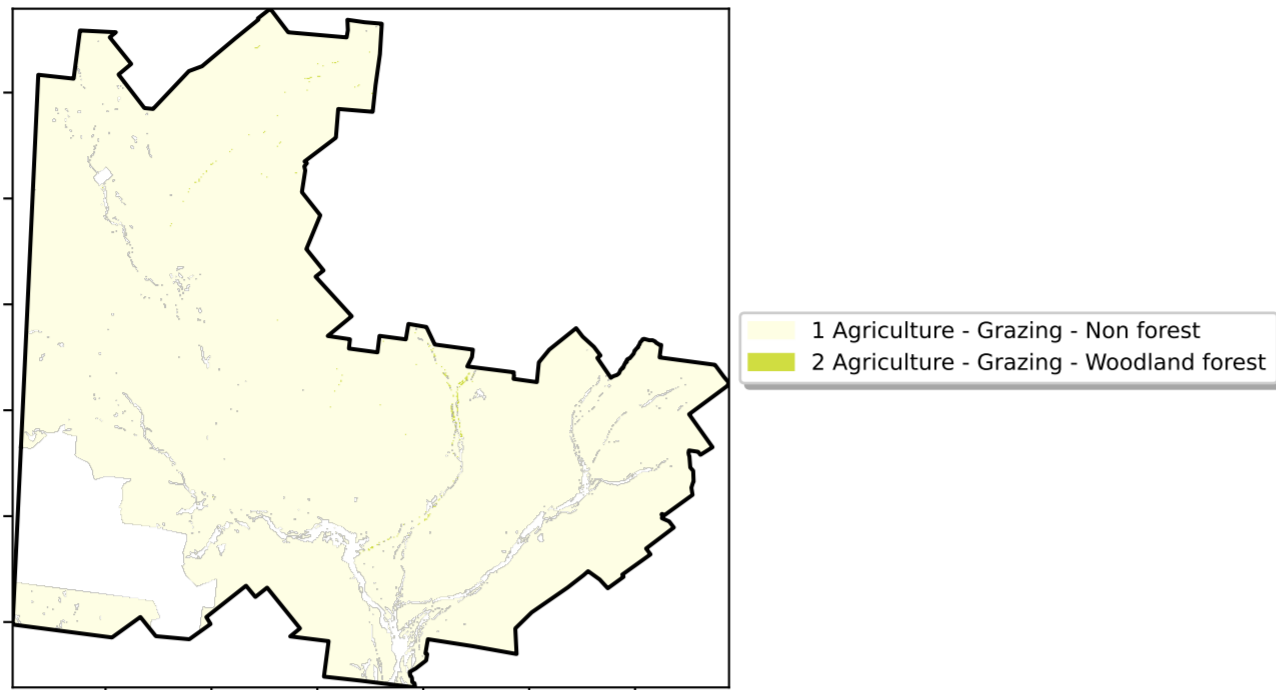 1 Agriculture - Grazing - Non forest
2 Agriculture - Grazing - Woodland forest